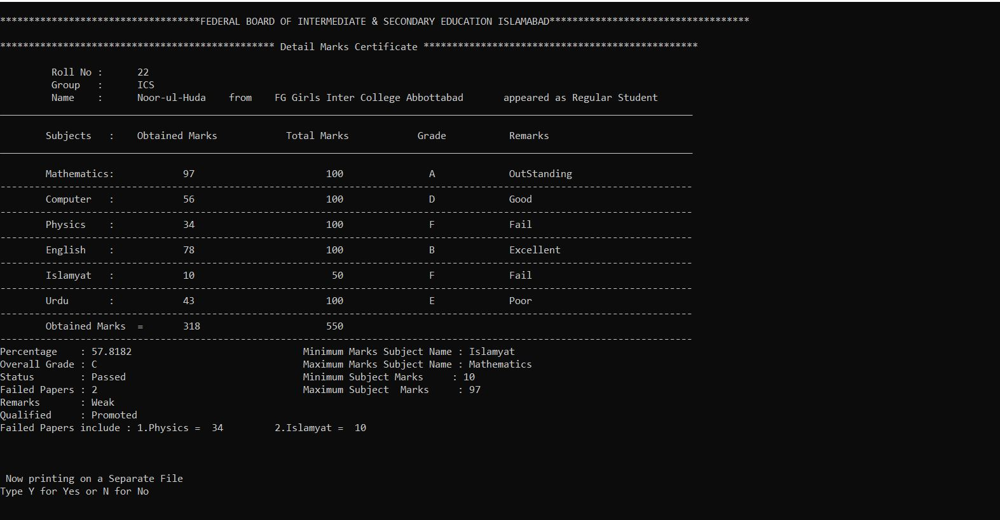 ***********************************FEDERAL BOARD OF INTERMEDIATE & SECONDARY EDUCATION ISLAMABAD***********************************
************************************************ Detail Marks Certificate ************************************************
Roll No : 22
Group : ICS
Name : Noor-ul-Huda from FG Girls Inter College Abbottabad appeared as Regular Student
Subjects : Obtained Marks Total Marks Grade Remarks
Mathematics: 97 100 A OutStanding
Computer : 56 100 D Good
Physics : 34 100 F Fail
English : 78 100 B Excellent
Islamyat : 10 50 F Fail
Urdu : 43 100 E Poor
Obtained Marks = 318 550
Percentage : 57.8182 Minimum Marks Subject Name : Islamyat
Overall Grade : C Maximum Marks Subject Name : Mathematics
Status : Passed Minimum Subject Marks : 10
Failed Papers : 2 Maximum Subject Marks : 97
Remarks : Weak
Qualified : Promoted
Failed Papers include : 1.Physics = 34 2.Islamyat = 10
Now printing on a Separate File
Type Y for Yes or N for No